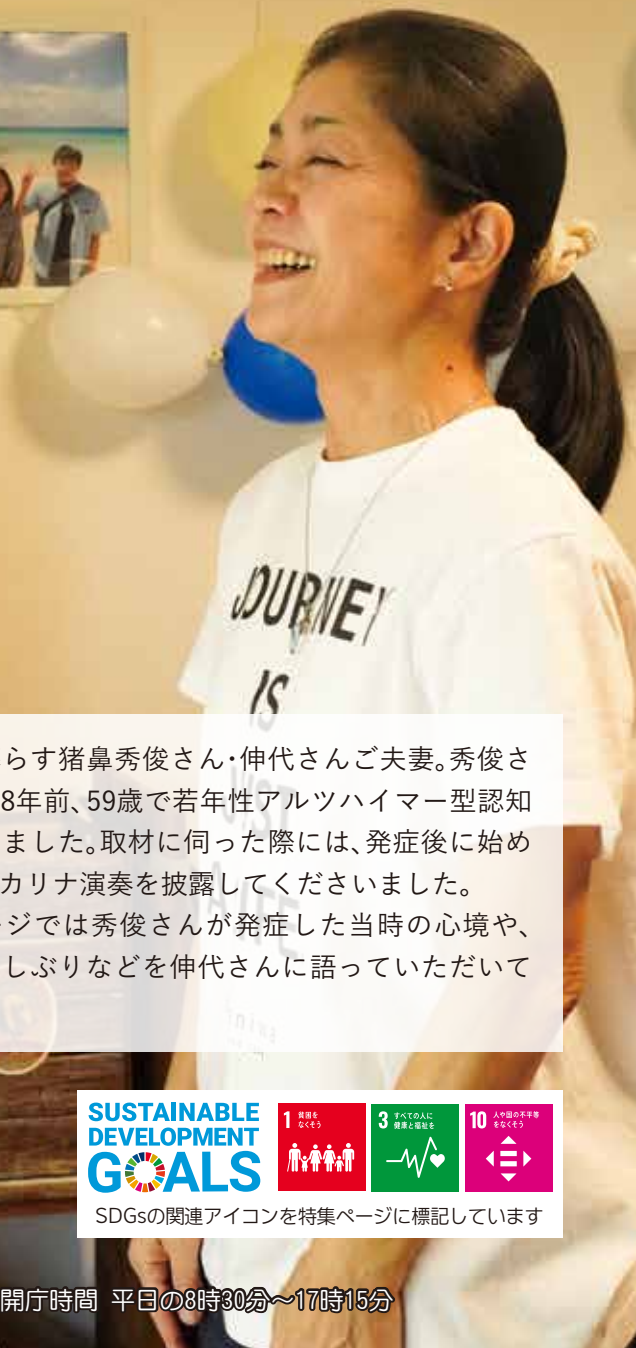 JOURNEY
IS
らす猪鼻秀俊さん・伸代さんご夫妻。秀俊さ
8年前、59歳で若年性アルツハイマー型認知
ました。取材に伺った際には、発症後に始め
カリナ演奏を披露してくださいました。
ジでは秀俊さんが発症した当時の心境や、
しぶりなどを伸代さんに語っていただいて
SUSTAINABLE
DEVELOPMENT
GOALS
1 貧困を
なくそう
3 すべての人に
健康と福祉を
10 人や国の不平等
をなくそう
SDGsの関連アイコンを特集ページに標記しています
開庁時間 平日の8時30分~17時15分